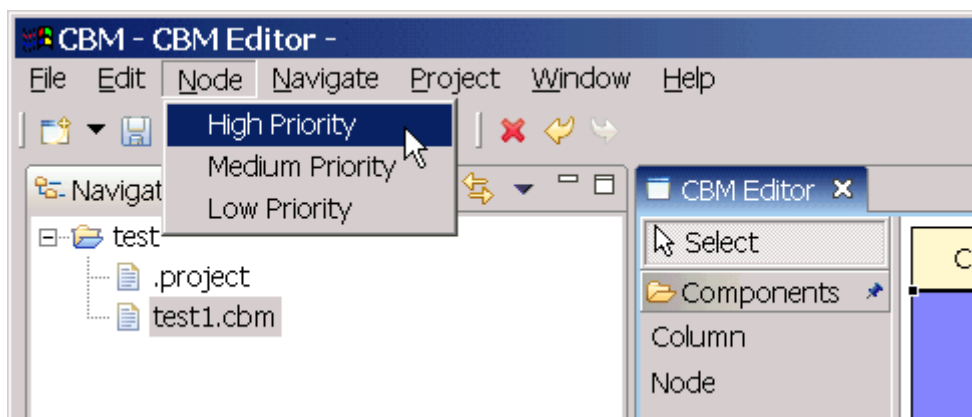 CBM - CBM Editor -
File Edit Node Navigate Project Window Help
High Priority
Medium Priority
Low Priority
Navigat
CBM Editor
test
.project
test1.cbm
Select
Components
Column
Node
C